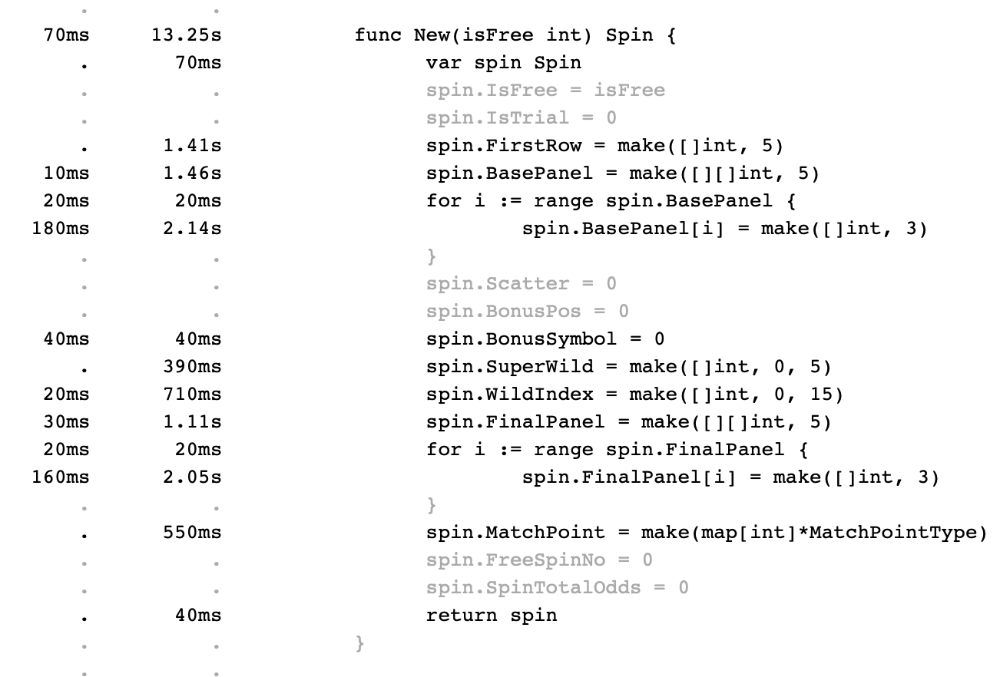 . .
70ms 13.25s func New(isFree int) Spin {
. 70ms var spin Spin
. . spin.IsFree = isFree
. . spin.IsTrial = 0
. 1.41s spin.FirstRow = make([]int, 5)
10ms 1.46s spin.BasePanel = make([][]int, 5)
20ms 20ms for i := range spin.BasePanel {
180ms 2.14s spin.BasePanel[i] = make([]int, 3)
. . }
. . spin.Scatter = 0
. . spin.BonusPos = 0
40ms 40ms spin.BonusSymbol = 0
. 390ms spin.SuperWild = make([]int, 0, 5)
20ms 710ms spin.WildIndex = make([]int, 0, 15)
30ms 1.11s spin.FinalPanel = make([][]int, 5)
20ms 20ms for i := range spin.FinalPanel {
160ms 2.05s spin.FinalPanel[i] = make([]int, 3)
. . }
. 550ms spin.MatchPoint = make(map[int]*MatchPointType)
. . spin.FreeSpinNo = 0
. . spin.SpinTotalOdds = 0
. 40ms return spin
. . }
. .